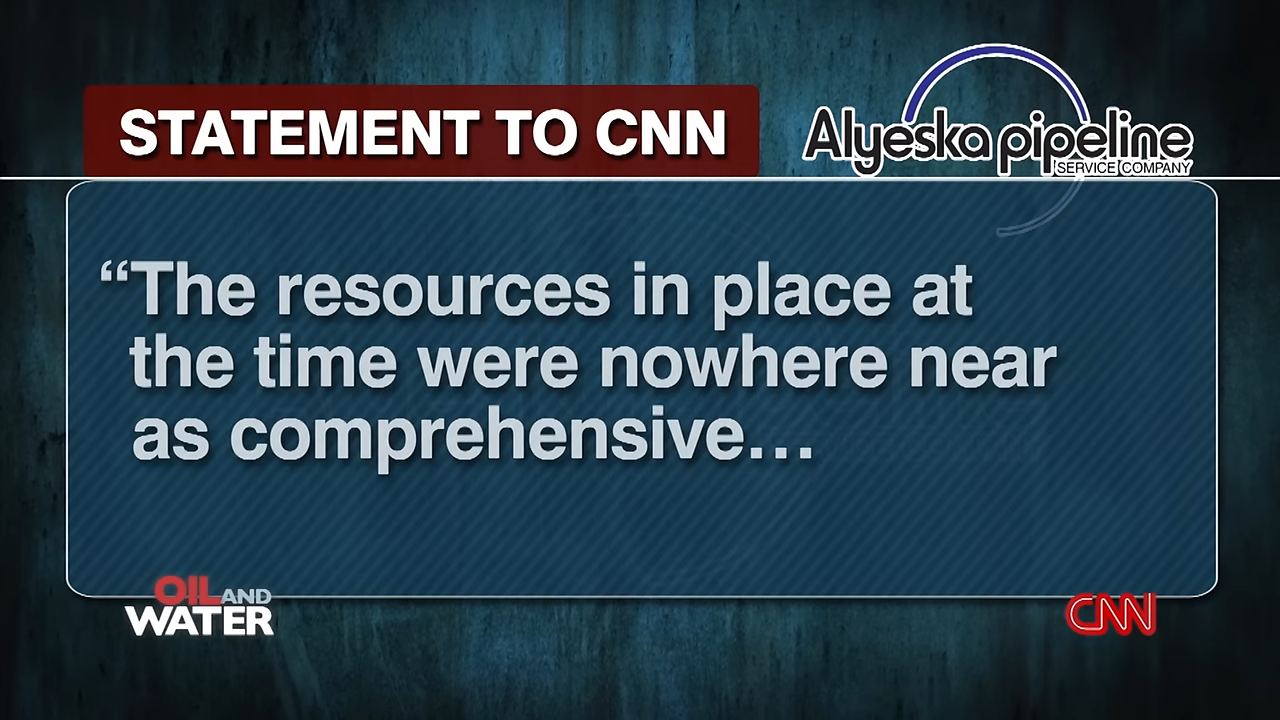 STATEMENT TO CNN
Alyeska pipeline
SERVICE COMPANY
“The resources in place at
the time were nowhere near
as comprehensive...
OIL AND
WATER
CNN